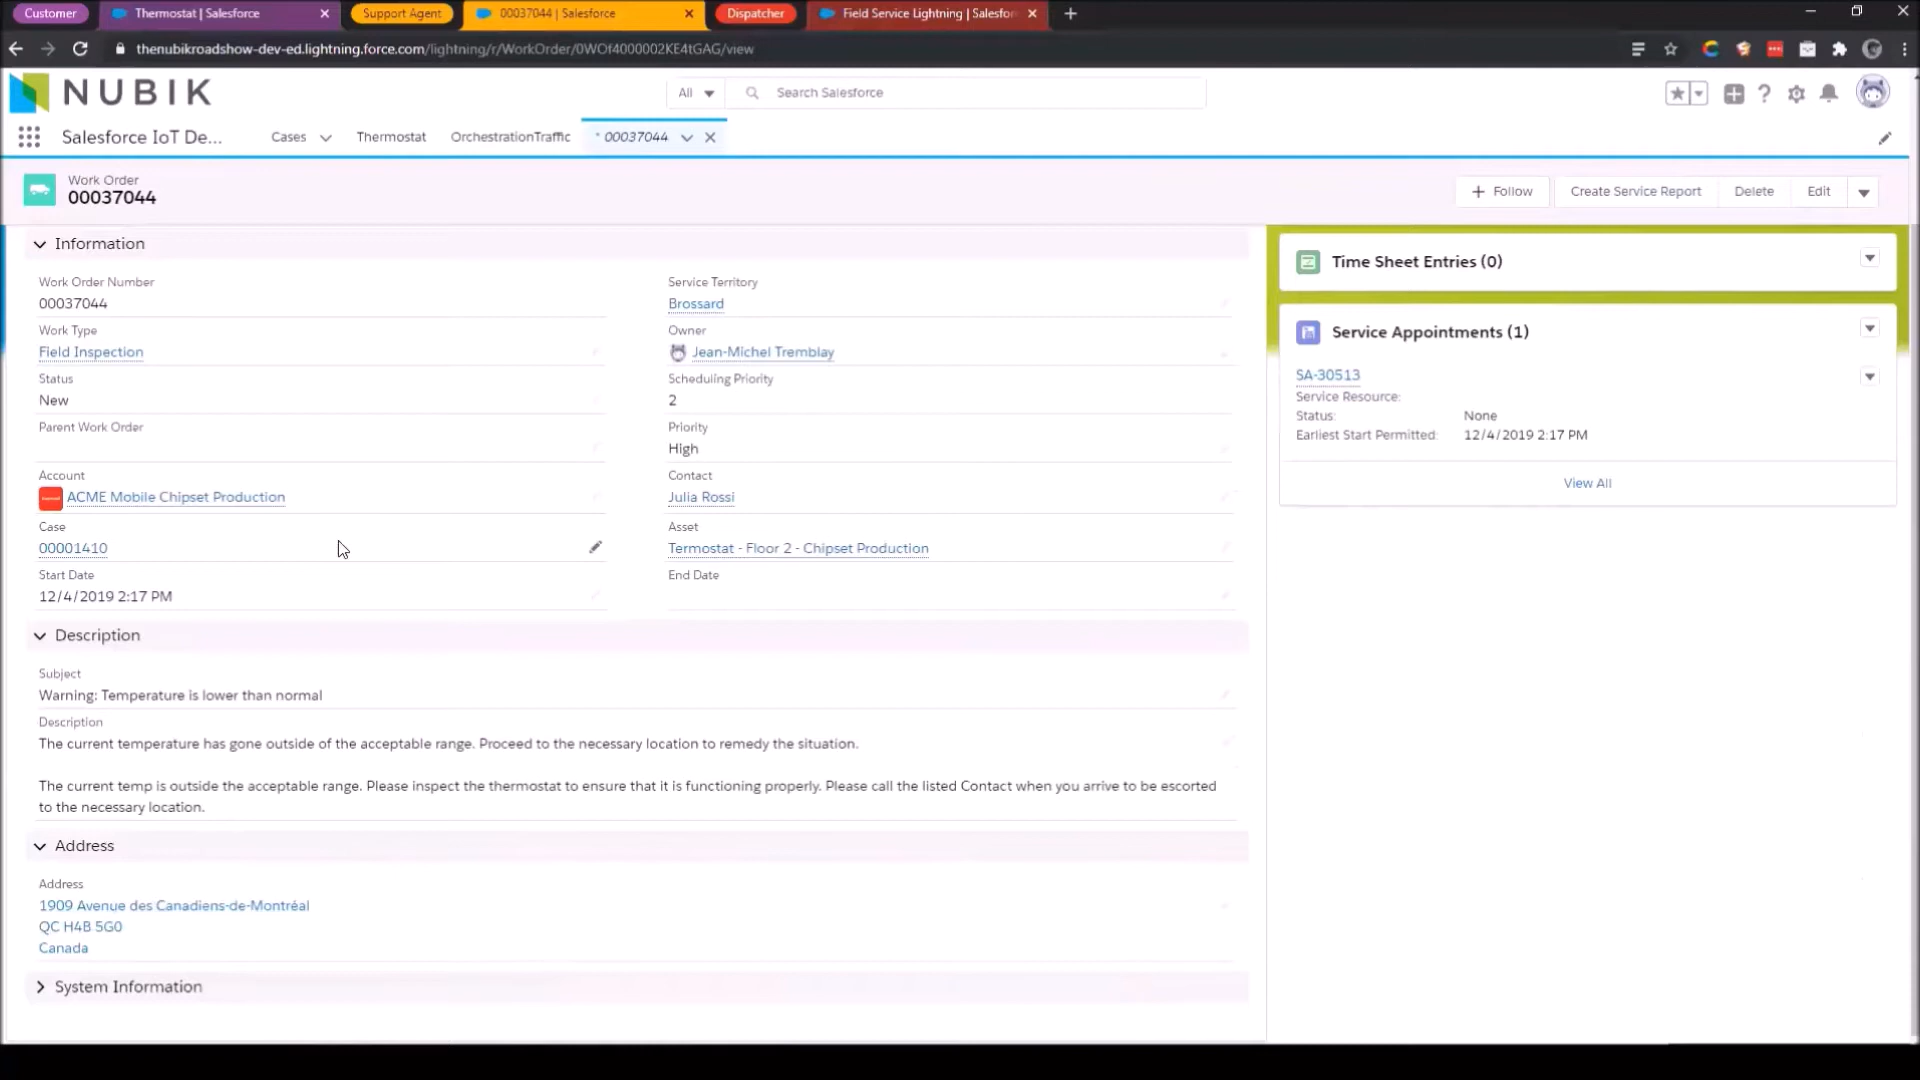 Customer
Thermostat | Salesforce
Support Agent
00037044 | Salesforce
Dispatcher
Field Service Lightning | Salesfor
thenubikroadshow-dev-ed.lightning.force.com/lightning/r/WorkOrder/0WOf4000002KE4tGAG/view
NUBIK
All
Search Salesforce
Salesforce IoT De...
Cases
Thermostat
OrchestrationTraffic
* 00037044
Work Order
00037044
Follow
Create Service Report
Delete
Edit
Information
Work Order Number
00037044
Service Territory
Brossard
Work Type
Field Inspection
Owner
Jean-Michel Tremblay
Status
New
Scheduling Priority
2
Parent Work Order
Priority
High
Account
ACME Mobile Chipset Production
Contact
Julia Rossi
Case
00001410
Asset
Termostat - Floor 2 - Chipset Production
Start Date
12/4/2019 2:17 PM
End Date
Description
Subject
Warning: Temperature is lower than normal
Description
The current temperature has gone outside of the acceptable range. Proceed to the necessary location to remedy the situation.
The current temp is outside the acceptable range. Please inspect the thermostat to ensure that it is functioning properly. Please call the listed Contact when you arrive to be escorted
to the necessary location.
Address
Address
1909 Avenue des Canadiens-de-Montréal
QC H4B 5G0
Canada
System Information
Time Sheet Entries (0)
Service Appointments (1)
SA-30513
Service Resource:
Status: None
Earliest Start Permitted: 12/4/2019 2:17 PM
View All